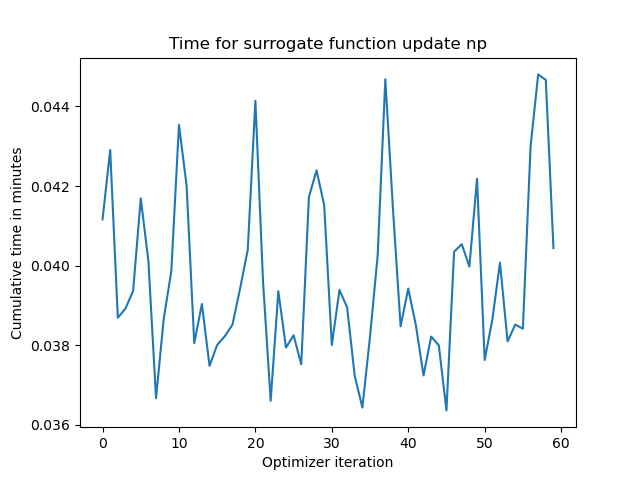 Time for surrogate function update np
Cumulative time in minutes
0.044
0.042
0.040
0.038
0.036
0 10 20 30 40 50 60
Optimizer iteration